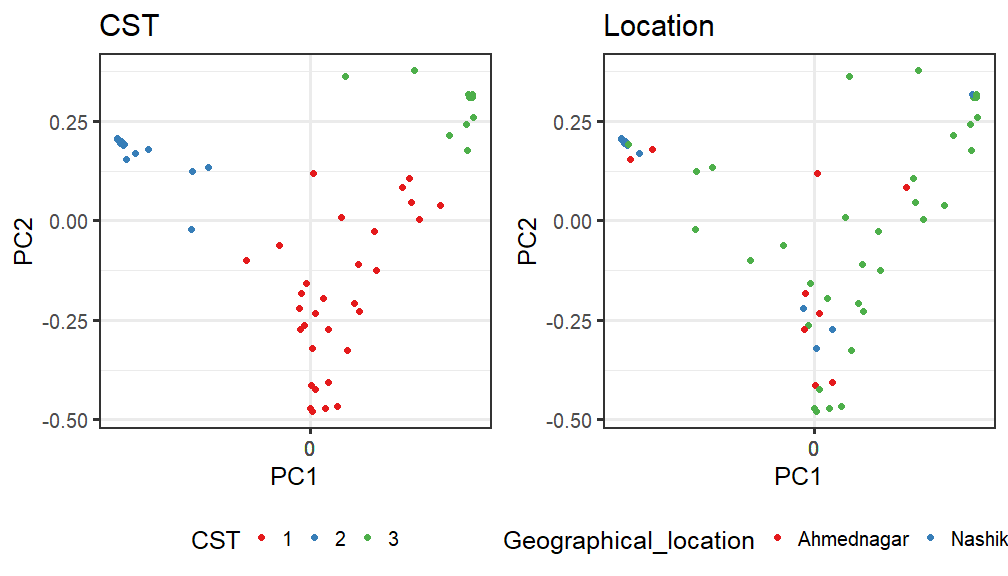 CST
Location
0.25
0.00
-0.25
-0.50
PC2
0
PC1
0.25
0.00
-0.25
-0.50
PC2
0
PC1
CST 1 2 3
Geographical_location Ahmednagar Nashik